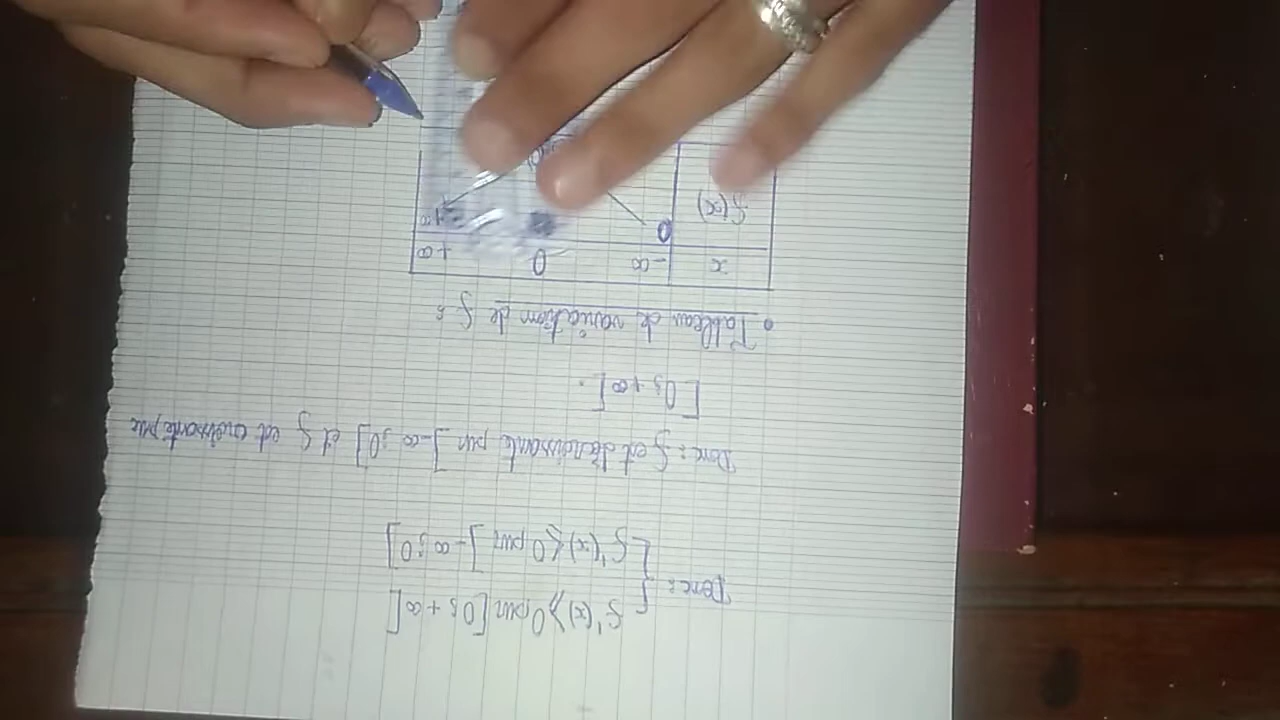 Donc : { f'(x) ⩾ 0 sur [0 ; +∞[
f'(x) ⩽ 0 sur ]-∞ ; 0]
Donc : f est décroissante sur ]-∞ ; 0] et f est croissante sur
[0 ; +∞[.
• Tableau de variation de f :
x -∞ 0 +∞
f(x) 0 +∞